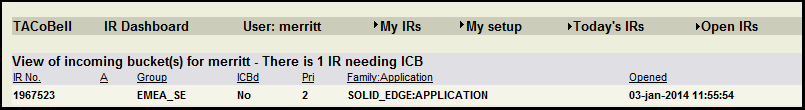 TACoBell IR Dashboard User: merritt My IRs My setup Today's IRs Open IRs
View of incoming bucket(s) for merritt - There is 1 IR needing ICB
IR No. A Group ICBd Pri Family:Application Opened
1967523 EMEA_SE No 2 SOLID_EDGE:APPLICATION 03-jan-2014 11:55:54